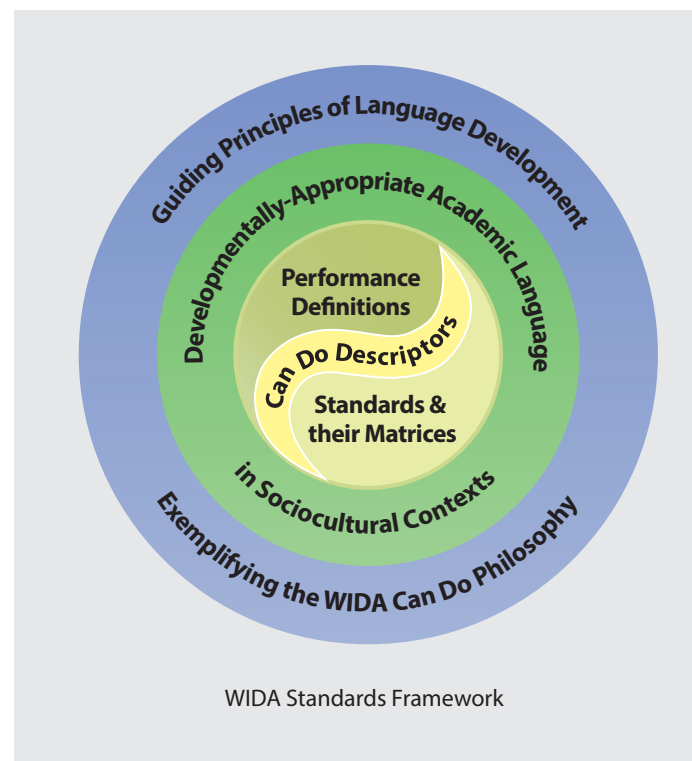 Guiding Principles of Language Development
Developmentally-Appropriate Academic Language
Performance
Definitions
Can Do Descriptors
Standards &
their Matrices
in Sociocultural Contexts
Exemplifying the WIDA Can Do Philosophy
WIDA Standards Framework